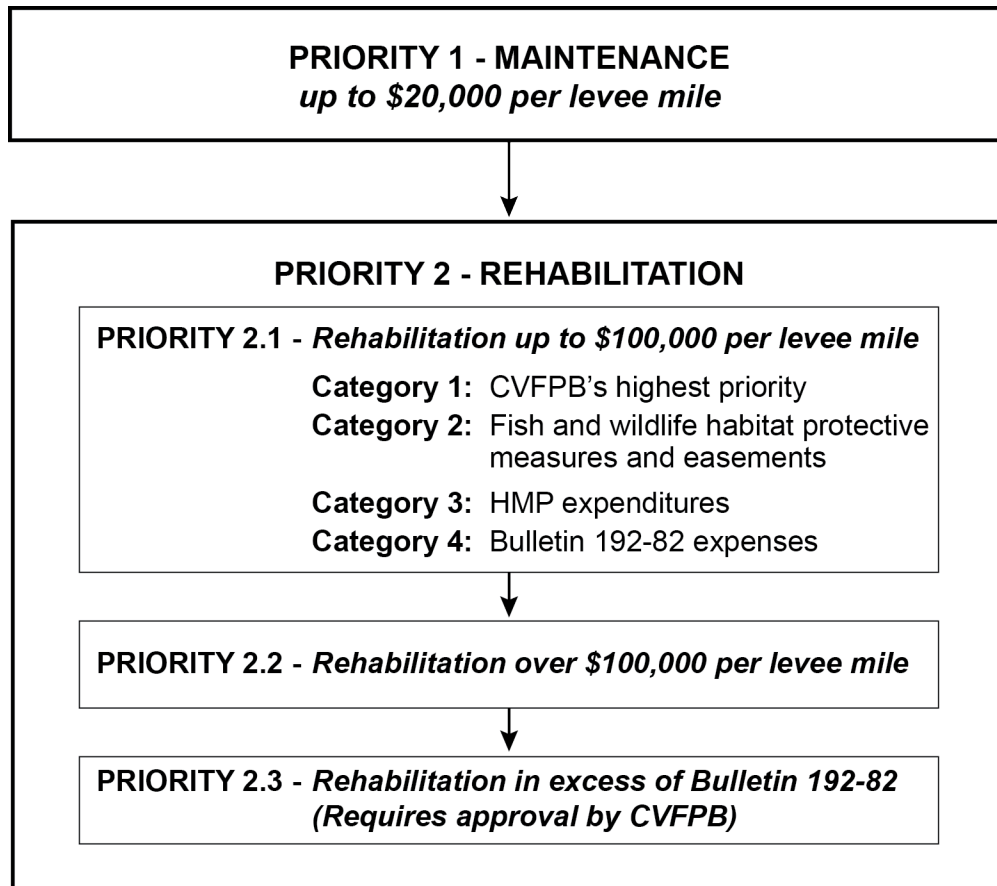 PRIORITY 1 - MAINTENANCE
up to $20,000 per levee mile
PRIORITY 2 - REHABILITATION
PRIORITY 2.1 - Rehabilitation up to $100,000 per levee mile
Category 1: CVFPB’s highest priority
Category 2: Fish and wildlife habitat protective
measures and easements
Category 3: HMP expenditures
Category 4: Bulletin 192-82 expenses
PRIORITY 2.2 - Rehabilitation over $100,000 per levee mile
PRIORITY 2.3 - Rehabilitation in excess of Bulletin 192-82
(Requires approval by CVFPB)